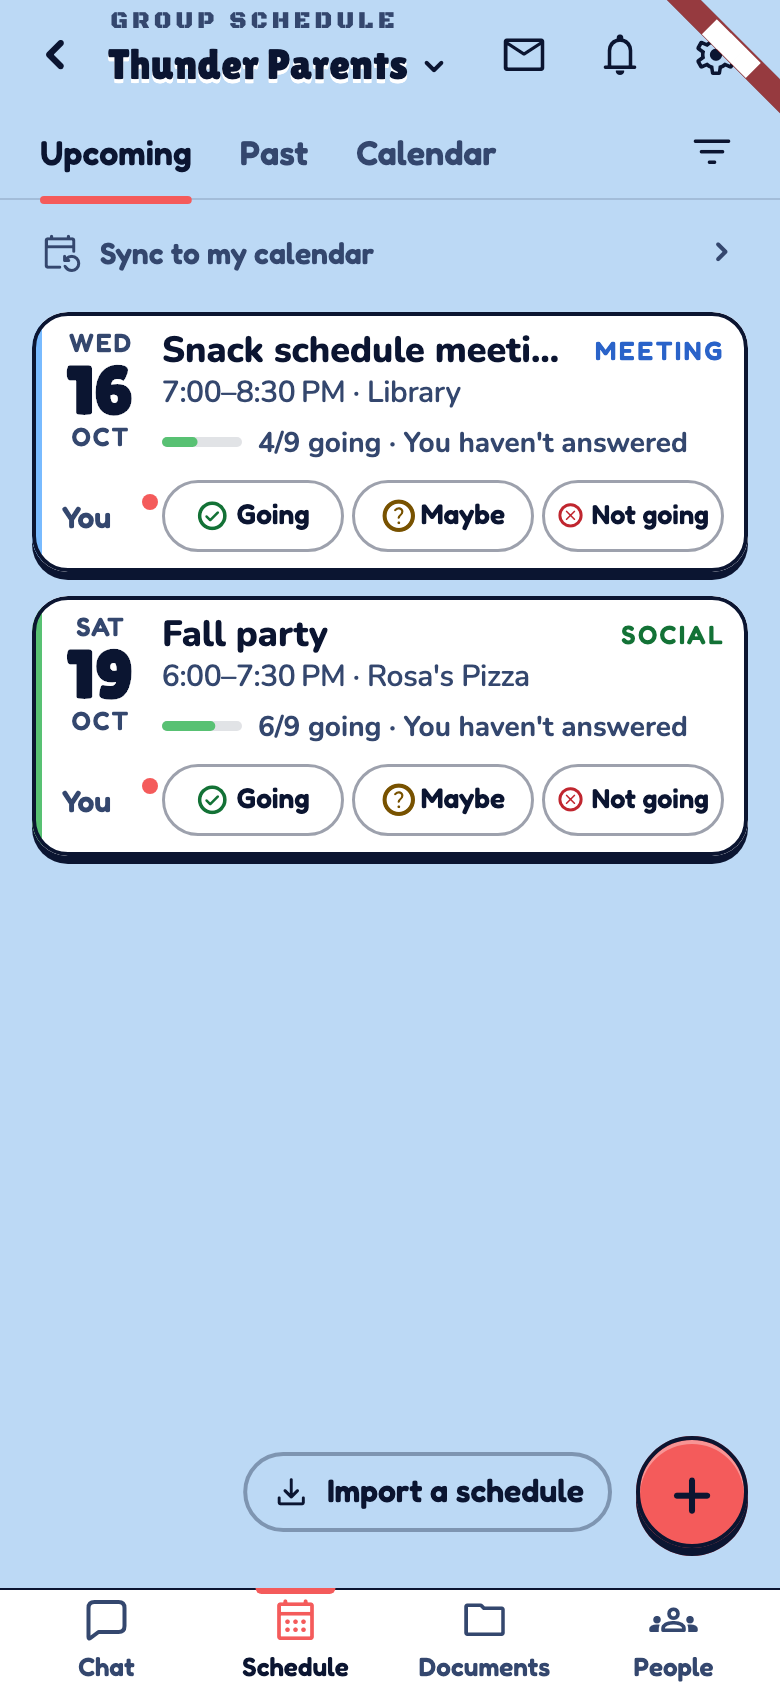 GROUP SCHEDULE
Thunder Parents
Upcoming Past Calendar
Sync to my calendar
WED
16
OCT
Snack schedule meeti... MEETING
7:00–8:30 PM · Library
4/9 going · You haven't answered
You Going Maybe Not going
SAT
19
OCT
Fall party SOCIAL
6:00–7:30 PM · Rosa's Pizza
6/9 going · You haven't answered
You Going Maybe Not going
Import a schedule
Chat Schedule Documents People